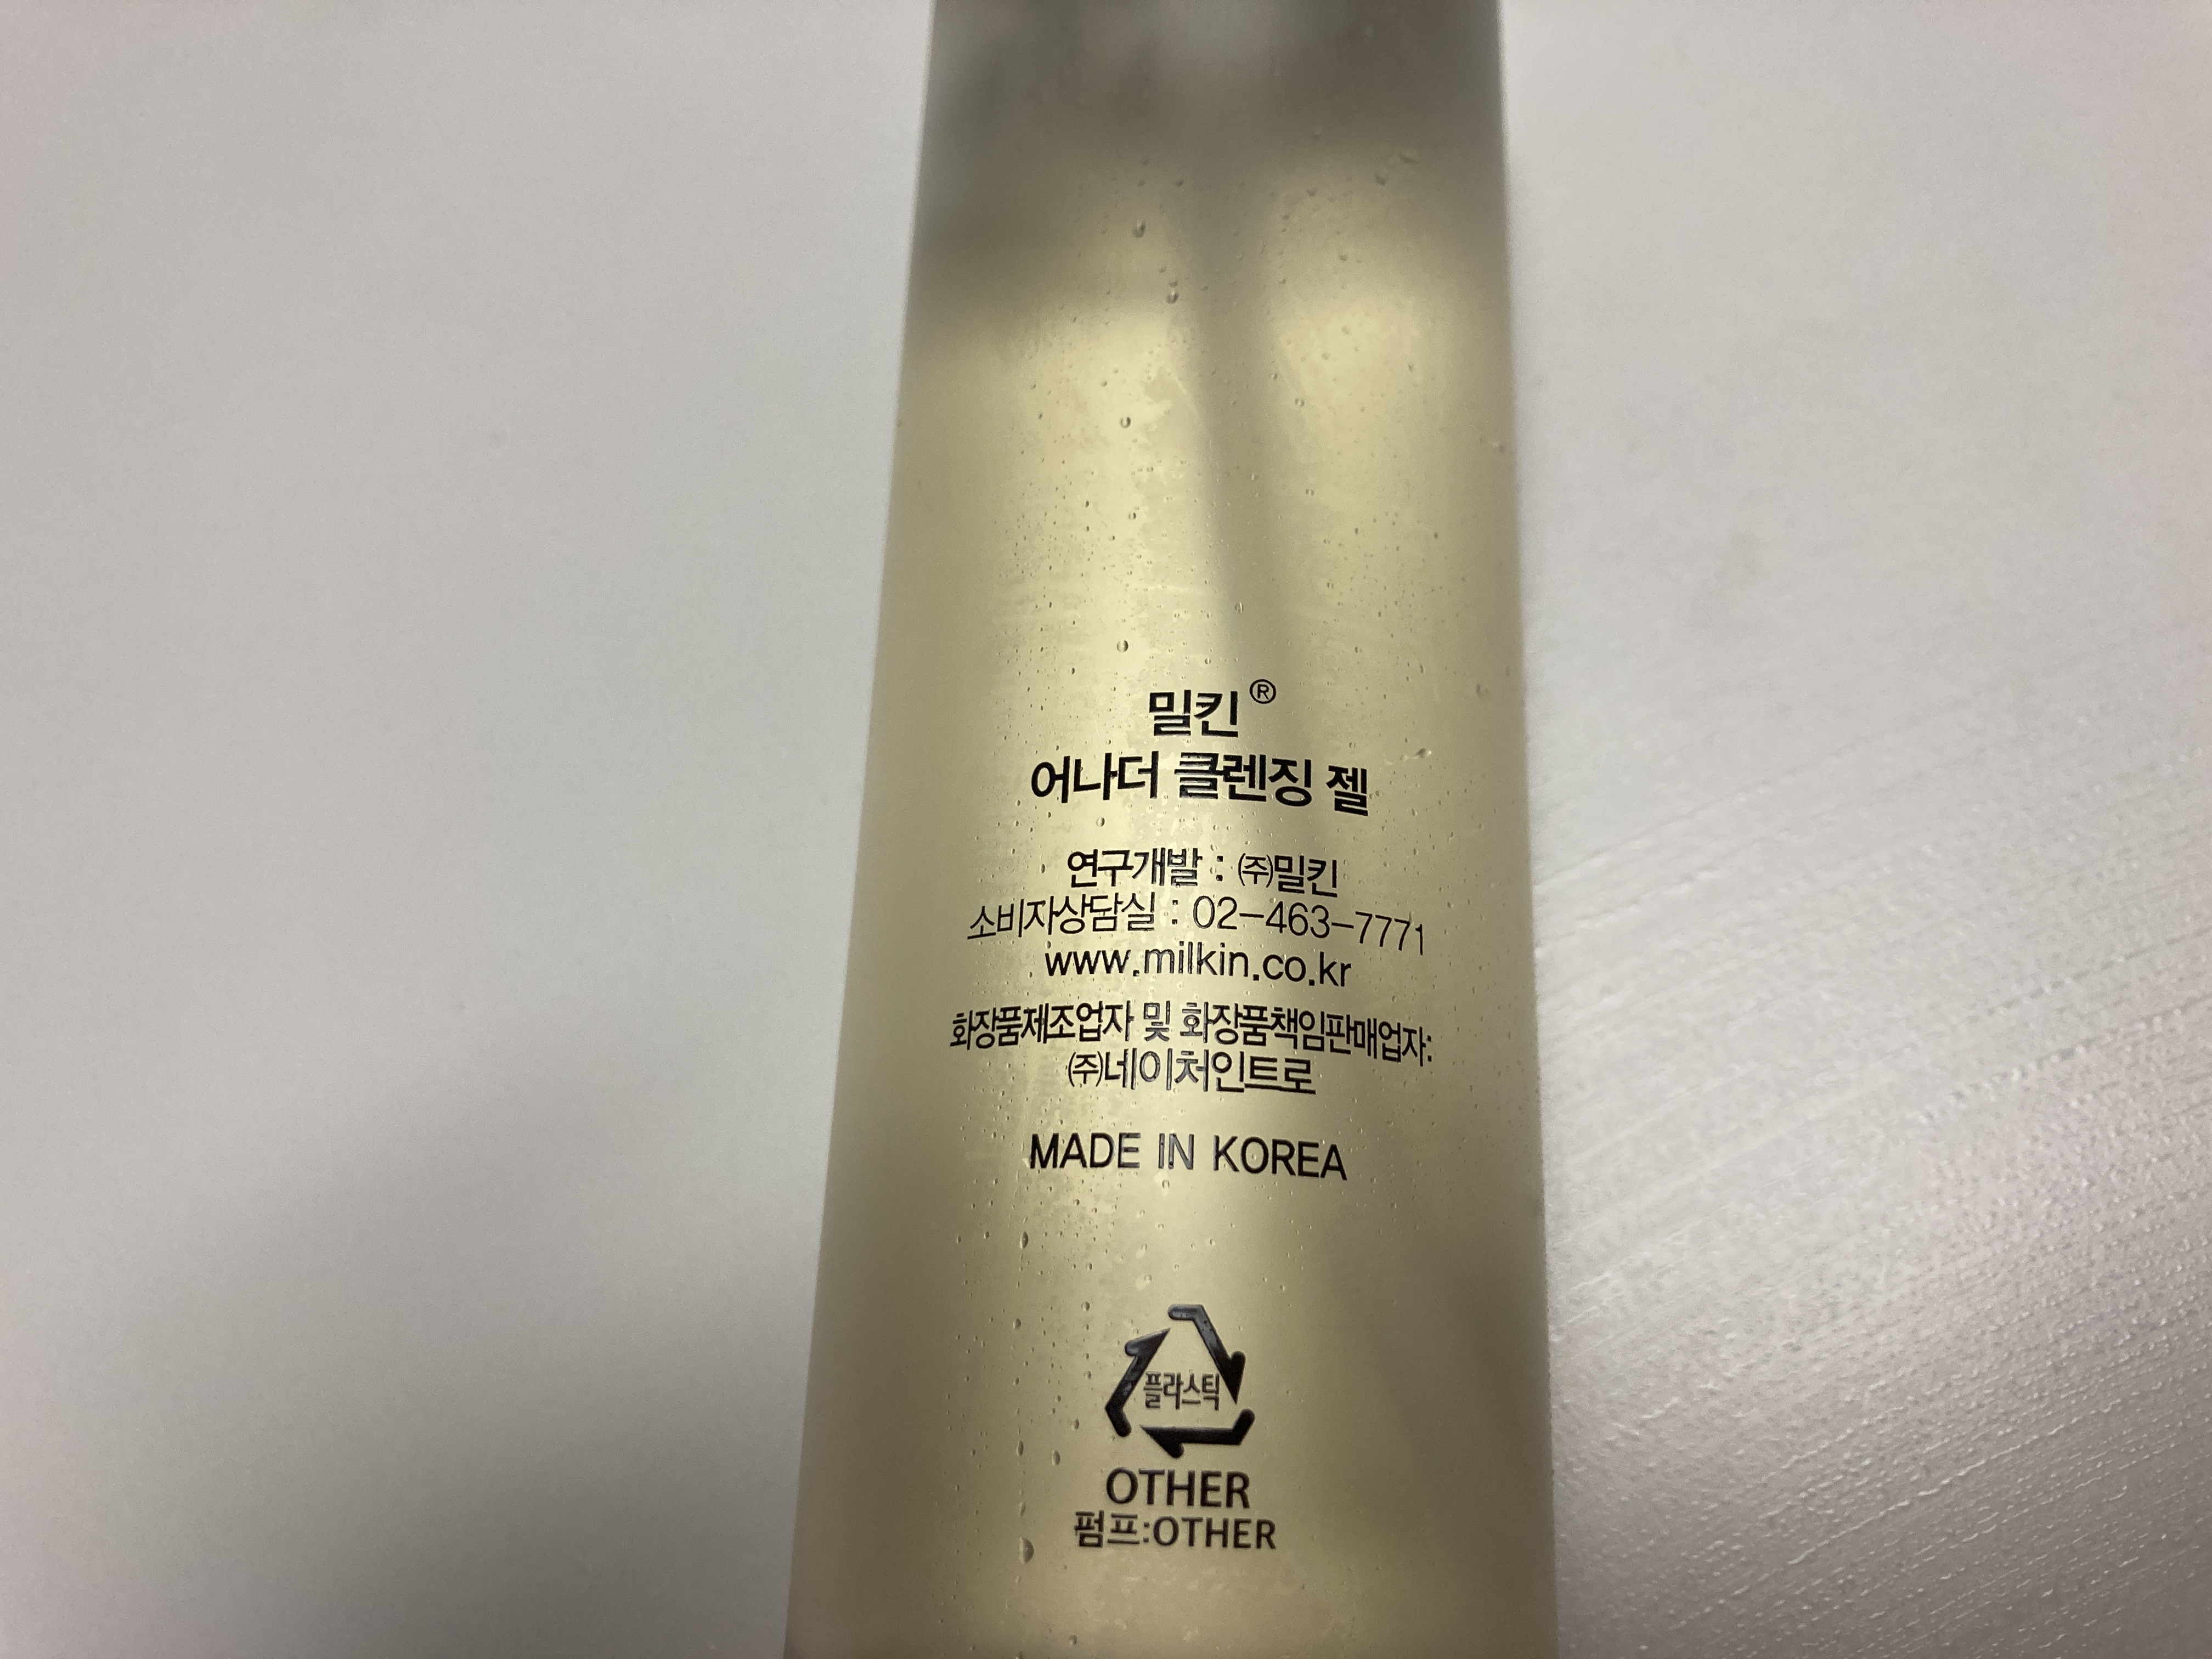 밀킨®
어나더 클렌징 젤
연구개발 : ㈜밀킨
소비자상담실 : 02-463-7771
www.milkin.co.kr
화장품제조업자 및 화장품책임판매업자:
㈜네이처인트로
MADE IN KOREA
플라스틱
OTHER
펌프:OTHER